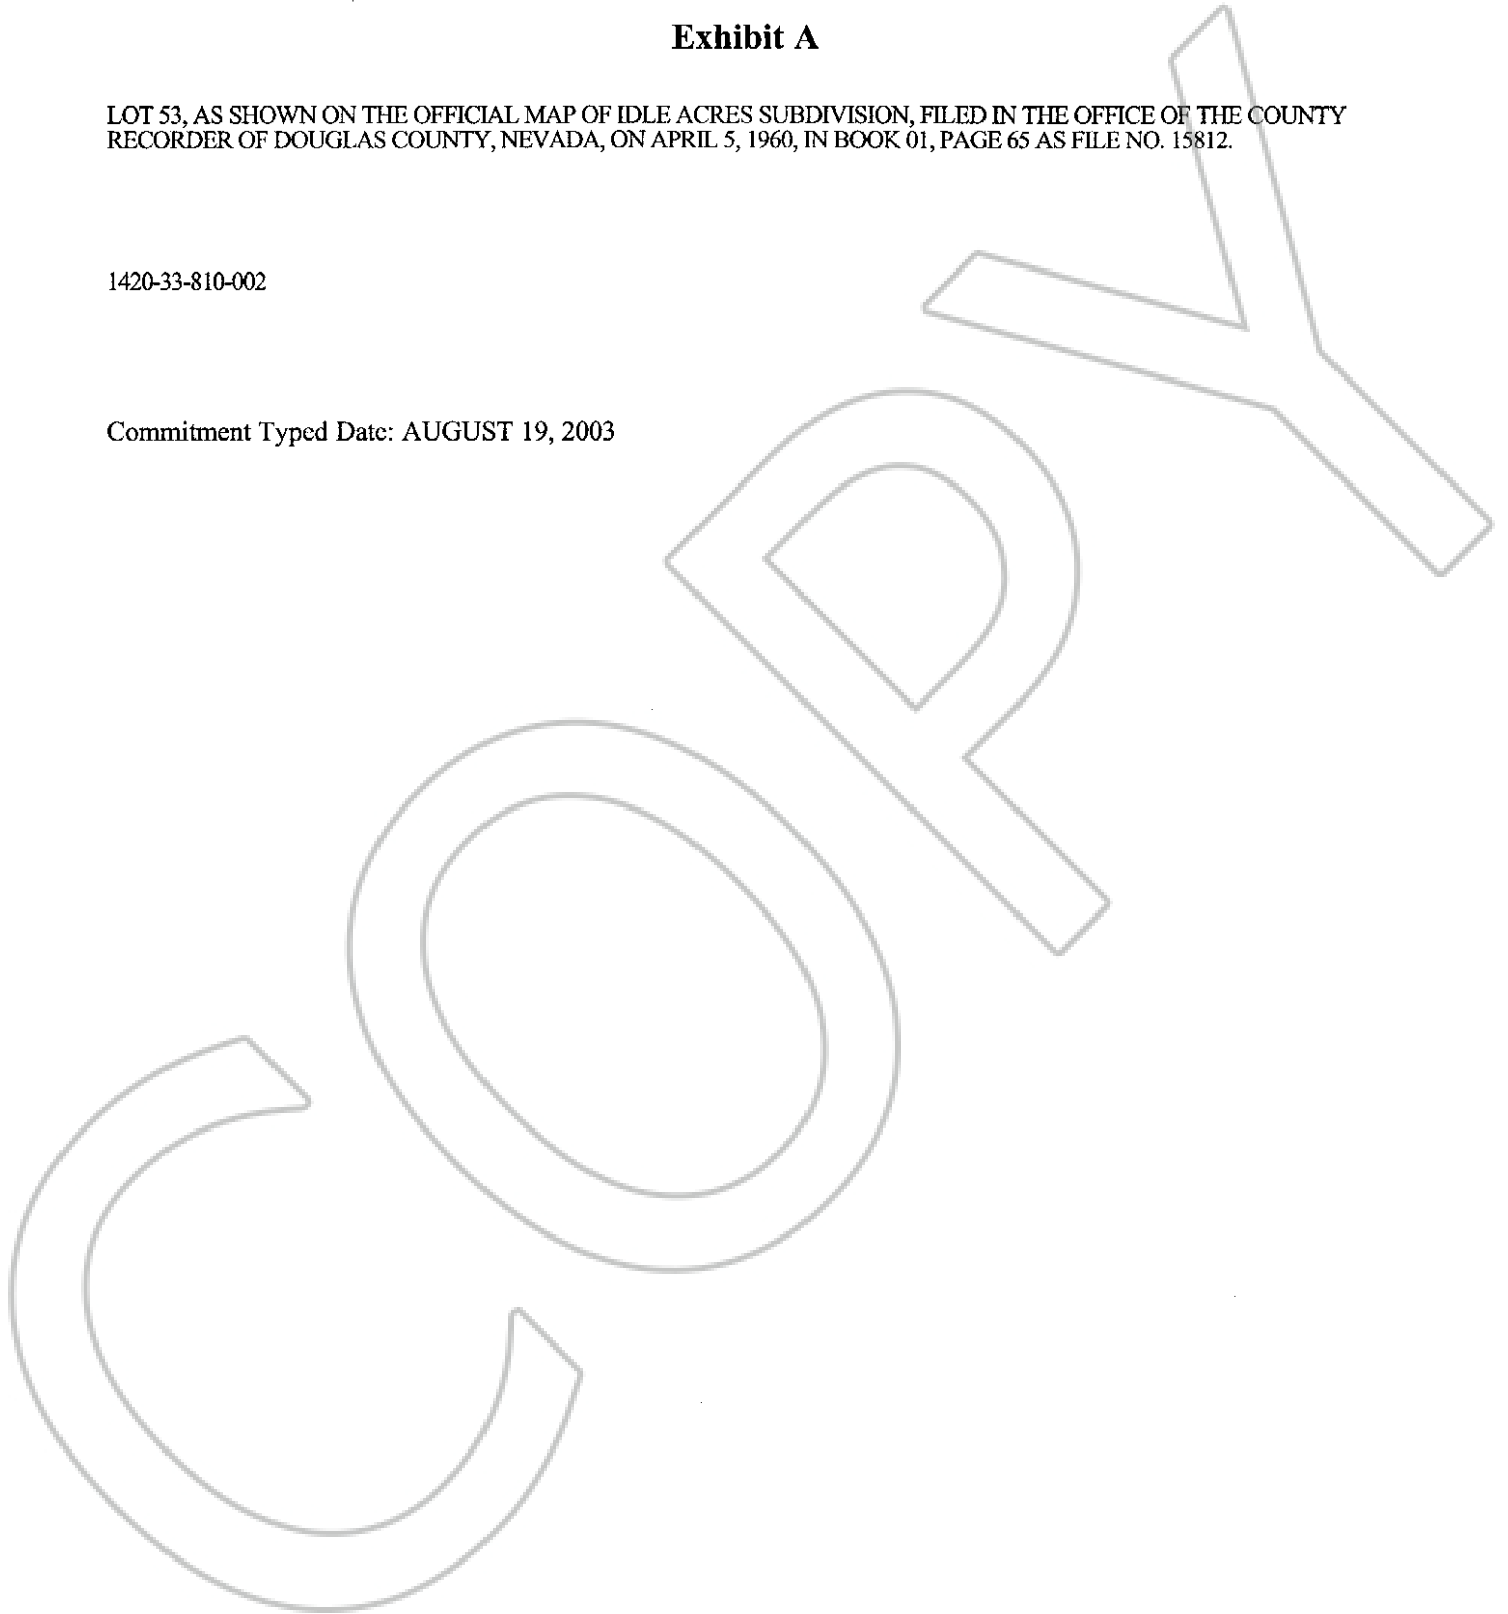 Exhibit A
LOT 53, AS SHOWN ON THE OFFICIAL MAP OF IDLE ACRES SUBDIVISION, FILED IN THE OFFICE OF THE COUNTY
RECORDER OF DOUGLAS COUNTY, NEVADA, ON APRIL 5, 1960, IN BOOK 01, PAGE 65 AS FILE NO. 15812.
1420-33-810-002
Commitment Typed Date: AUGUST 19, 2003
COPY